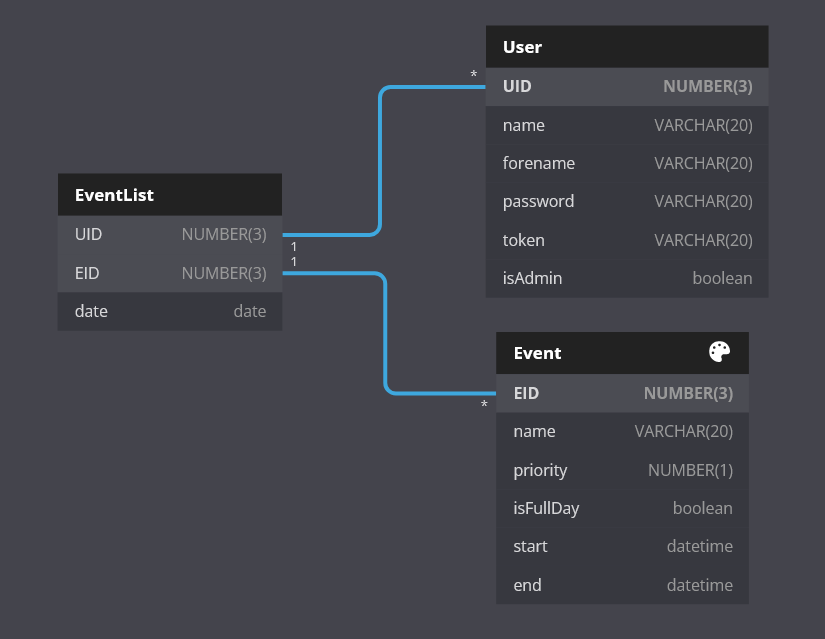 EventList
UID NUMBER(3)
EID NUMBER(3)
date date
1
1
*
User
UID NUMBER(3)
name VARCHAR(20)
forename VARCHAR(20)
password VARCHAR(20)
token VARCHAR(20)
isAdmin boolean
*
Event
EID NUMBER(3)
name VARCHAR(20)
priority NUMBER(1)
isFullDay boolean
start datetime
end datetime